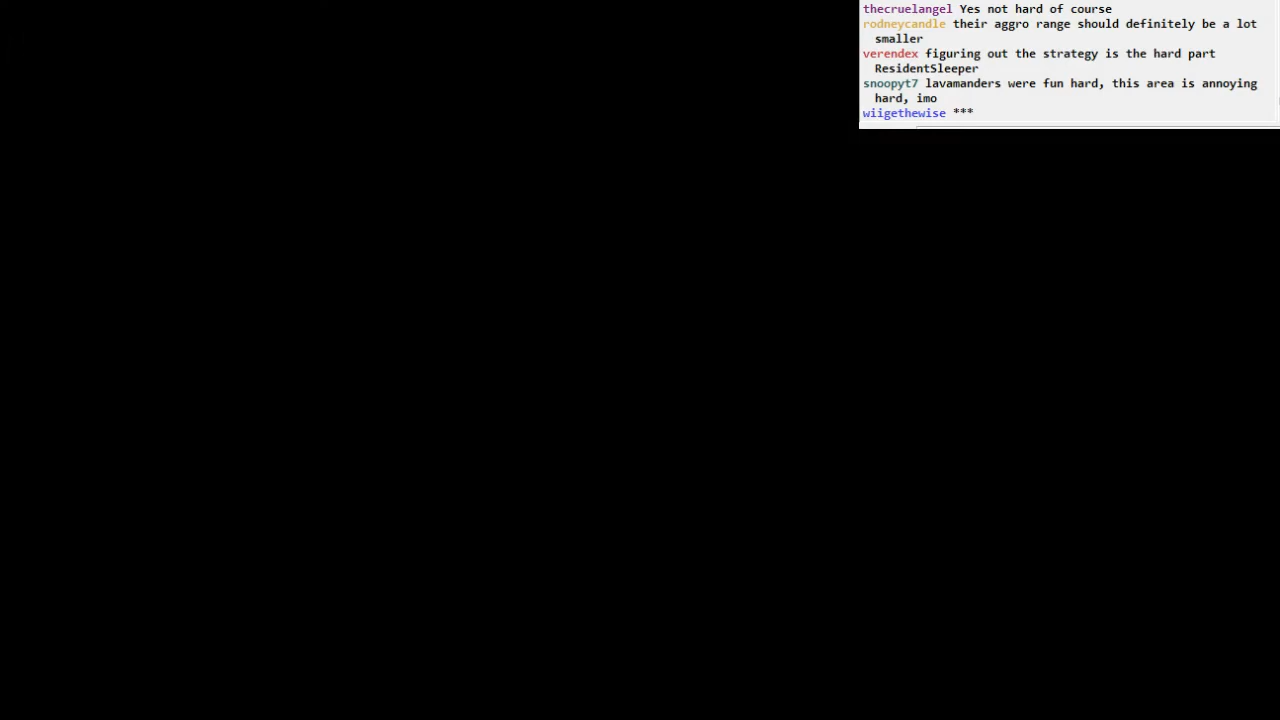 thecruelangel Yes not hard of course
rodneycandle their aggro range should definitely be a lot
smaller
verendex figuring out the strategy is the hard part
ResidentSleeper
snoopyt7 lavamanders were fun hard, this area is annoying
hard, imo
wiigethewise ***